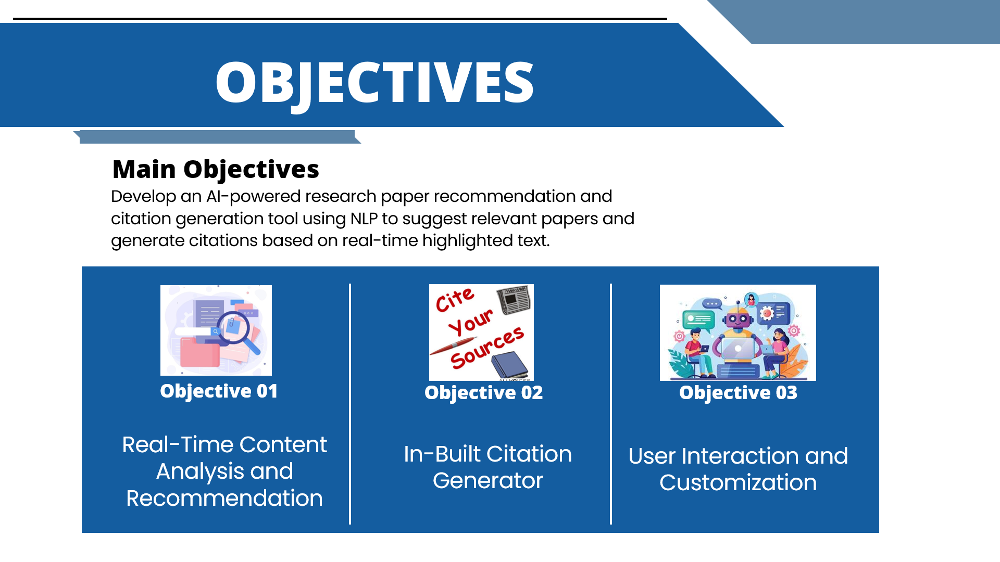 OBJECTIVES
Main Objectives
Develop an AI-powered research paper recommendation and
citation generation tool using NLP to suggest relevant papers and
generate citations based on real-time highlighted text.
Cite
Your
Sources
Objective 01
Objective 02
Objective 03
Real-Time Content
Analysis and
Recommendation
In-Built Citation
Generator
User Interaction and
Customization